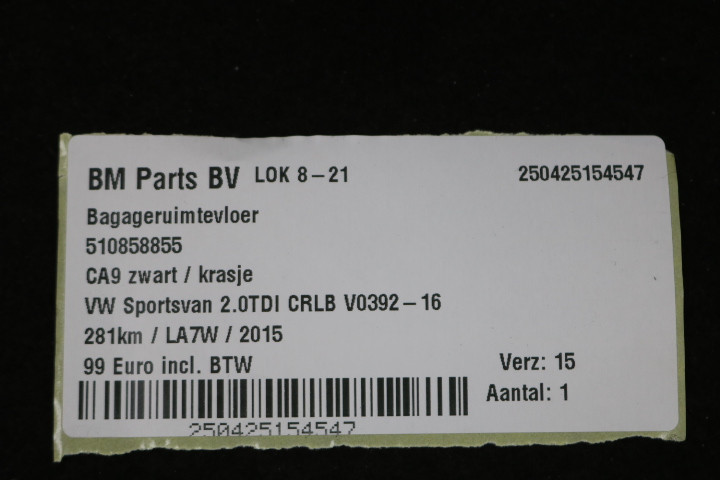 BM Parts BV LOK 8-21 250425154547
Bagageruimtevloer
510858855
CA9 zwart / krasje
VW Sportsvan 2.0TDI CRLB V0392-16
281km / LA7W / 2015
99 Euro incl. BTW Verz: 15
Aantal: 1
250425154547